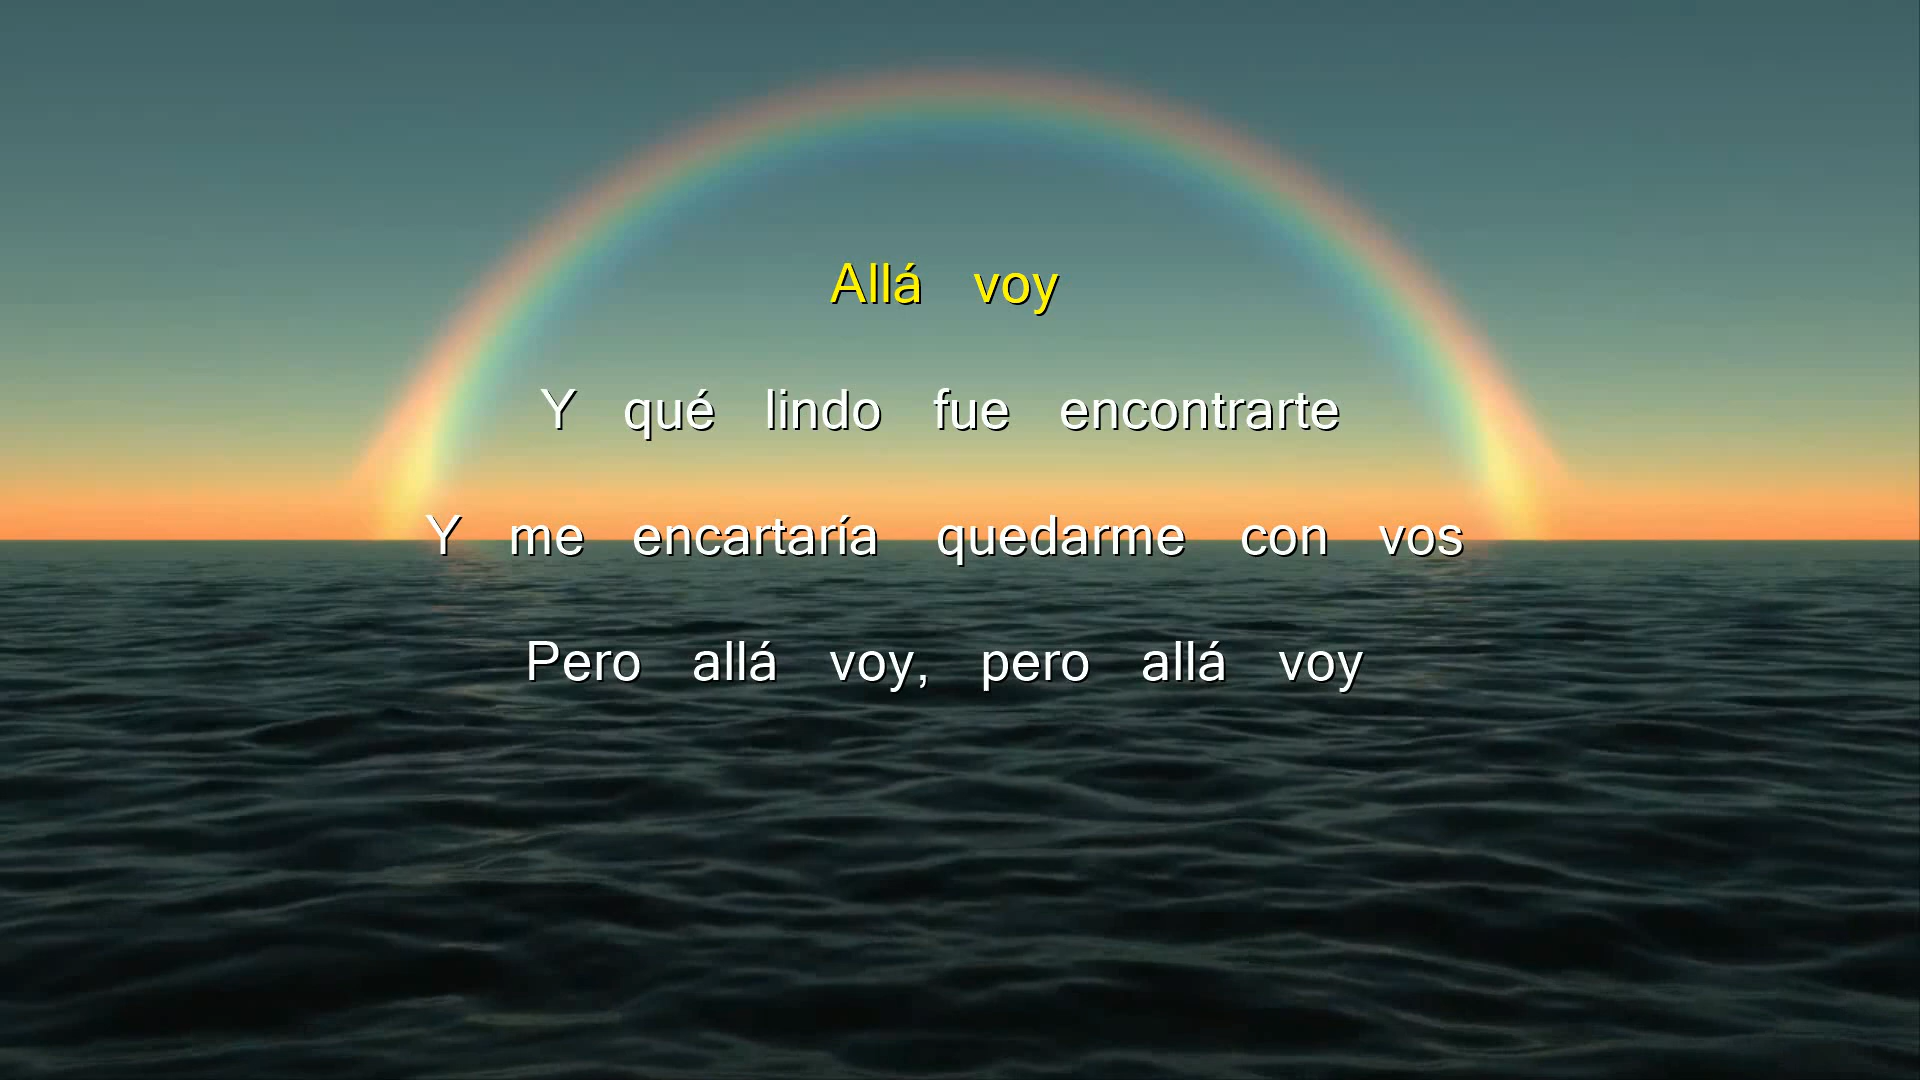 Allá voy
Y qué lindo fue encontrarte
Y me encartaría quedarme con vos
Pero allá voy, pero allá voy